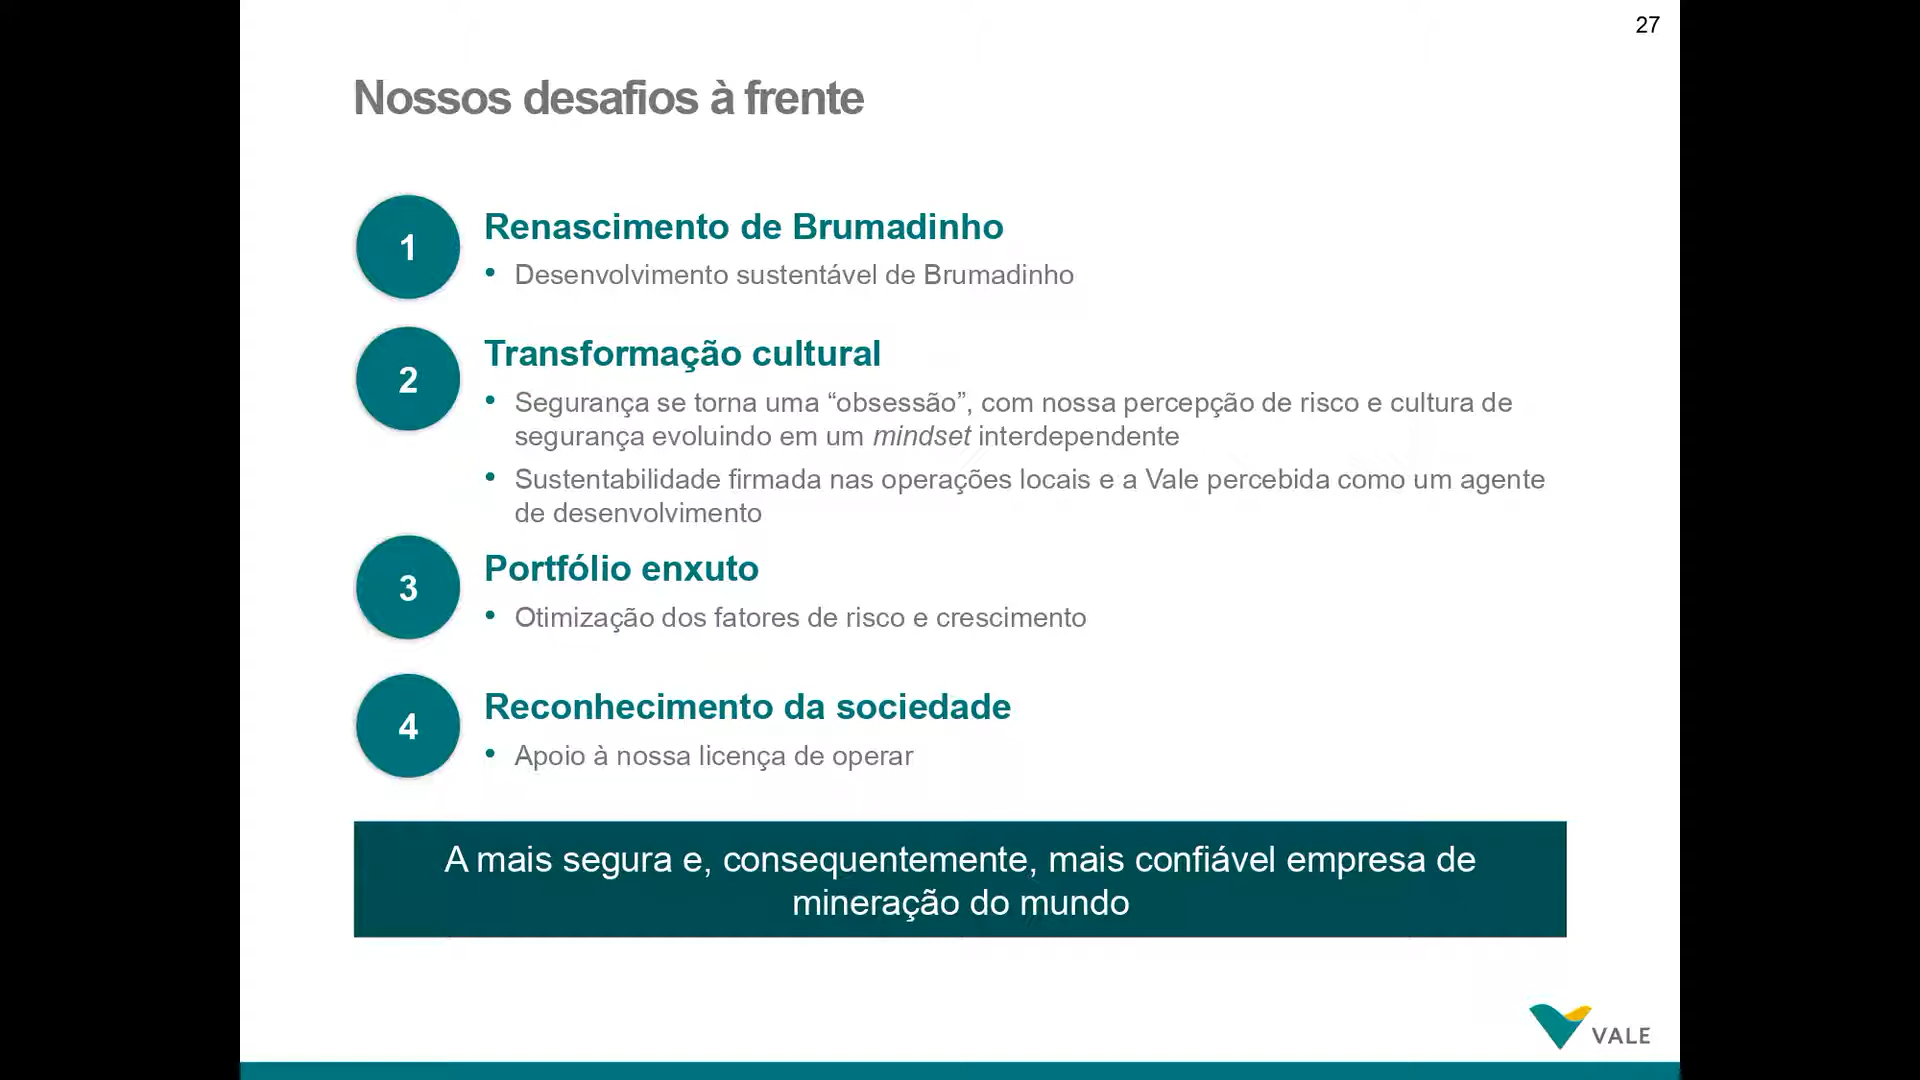 27
Nossos desafios à frente
1
Renascimento de Brumadinho
• Desenvolvimento sustentável de Brumadinho
2
Transformação cultural
• Segurança se torna uma “obsessão”, com nossa percepção de risco e cultura de
segurança evoluindo em um mindset interdependente
• Sustentabilidade firmada nas operações locais e a Vale percebida como um agente
de desenvolvimento
3
Portfólio enxuto
• Otimização dos fatores de risco e crescimento
4
Reconhecimento da sociedade
• Apoio à nossa licença de operar
A mais segura e, consequentemente, mais confiável empresa de
mineração do mundo
VALE